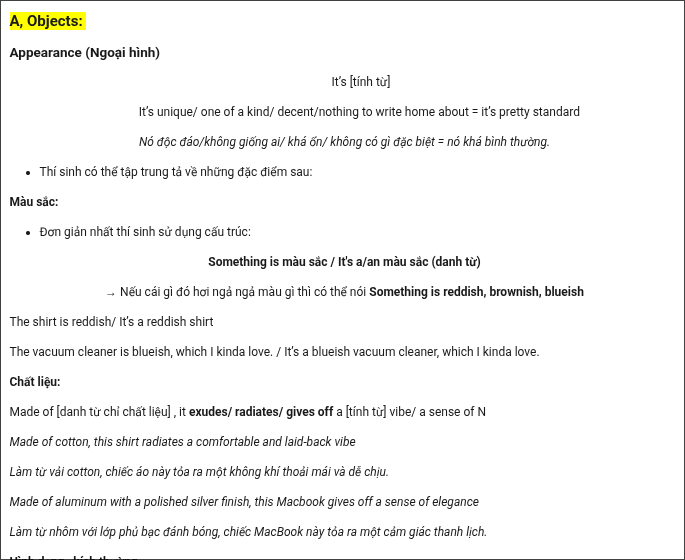 A, Objects:
Appearance (Ngoại hình)
It's [tính từ]
It's unique/ one of a kind/ decent/nothing to write home about = it's pretty standard
Nó độc đáo/không giống ai/ khá ổn/ không có gì đặc biệt = nó khá bình thường.
• Thí sinh có thể tập trung tả về những đặc điểm sau:
Màu sắc:
• Đơn giản nhất thí sinh sử dụng cấu trúc:
Something is màu sắc / It's a/an màu sắc (danh từ)
→ Nếu cái gì đó hơi ngả ngả màu gì thì có thể nói Something is reddish, brownish, blueish
The shirt is reddish/ It's a reddish shirt
The vacuum cleaner is blueish, which I kinda love. / It's a blueish vacuum cleaner, which I kinda love.
Chất liệu:
Made of [danh từ chỉ chất liệu] , it exudes/ radiates/ gives off a [tính từ] vibe/ a sense of N
Made of cotton, this shirt radiates a comfortable and laid-back vibe
Làm từ vải cotton, chiếc áo này tỏa ra một không khí thoải mái và dễ chịu.
Made of aluminum with a polished silver finish, this Macbook gives off a sense of elegance
Làm từ nhôm với lớp phủ bạc đánh bóng, chiếc MacBook này tỏa ra một cảm giác thanh lịch.